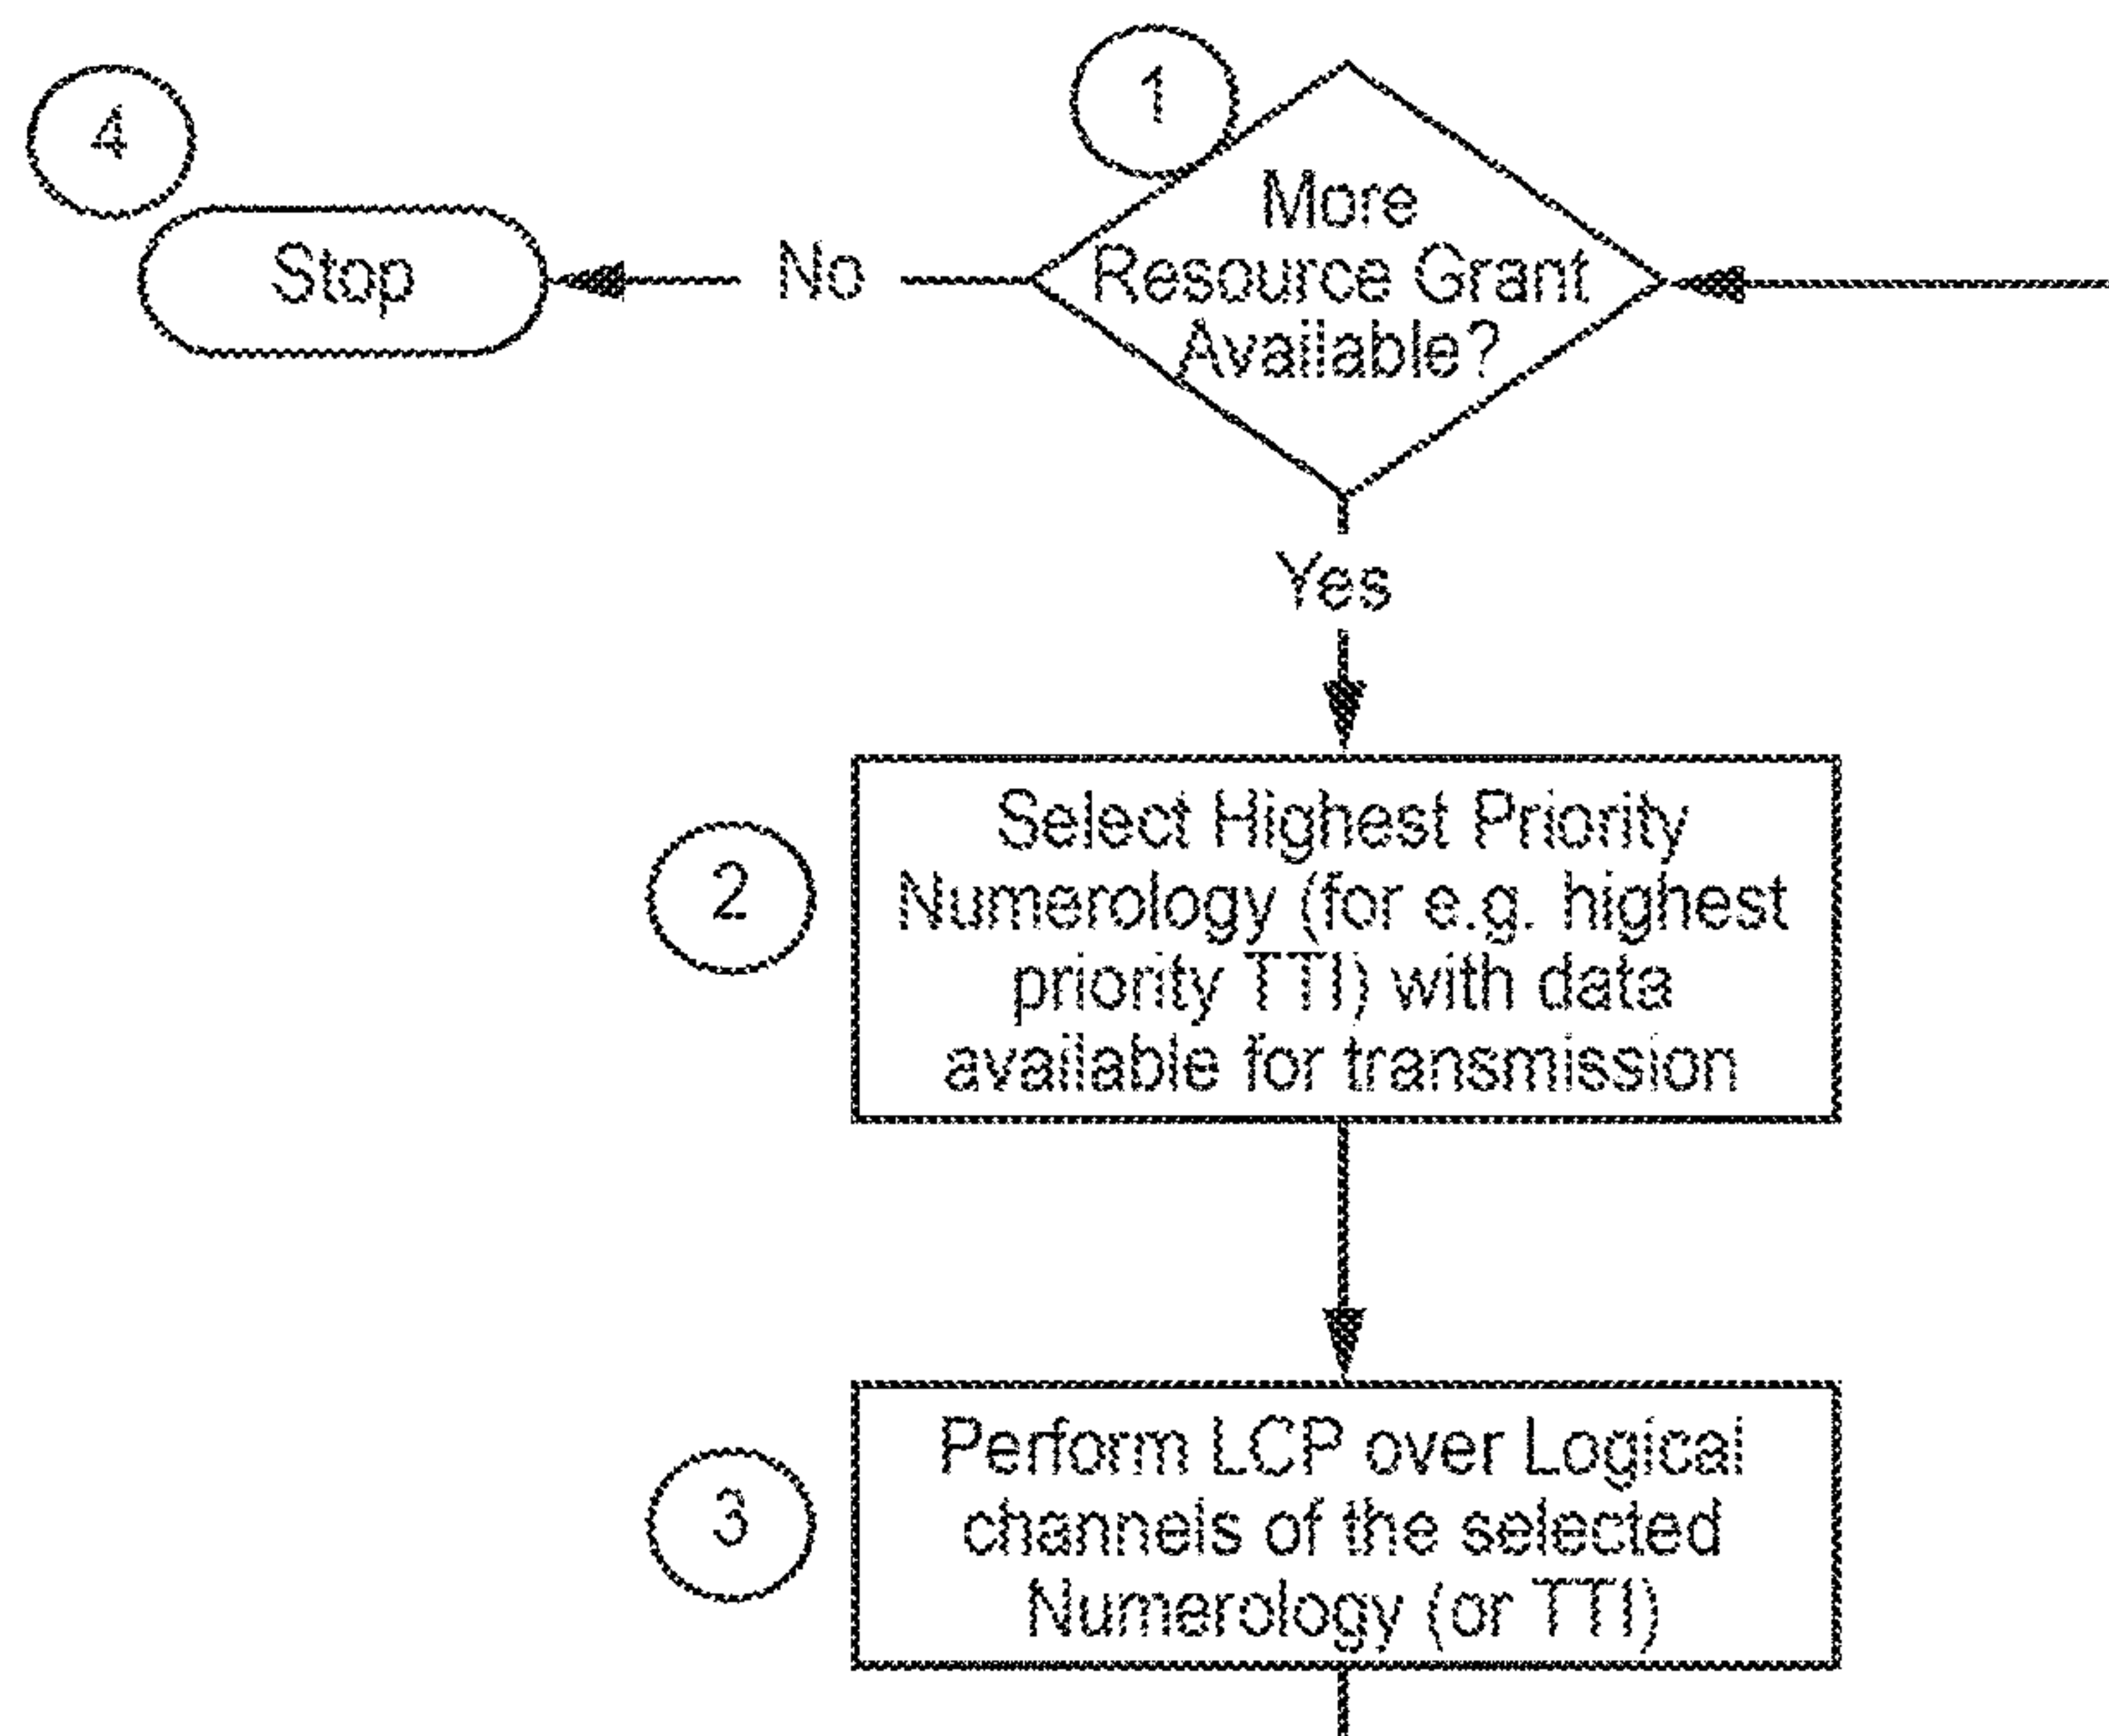 1
4
More
Resource Grant
Available?
Stop
No
Yes
2
Select Highest Priority
Numerology (for e.g. highest
priority TTI) with data
available for transmission
3
Perform LCP over Logical
channels of the selected
Numerology (or TTI)